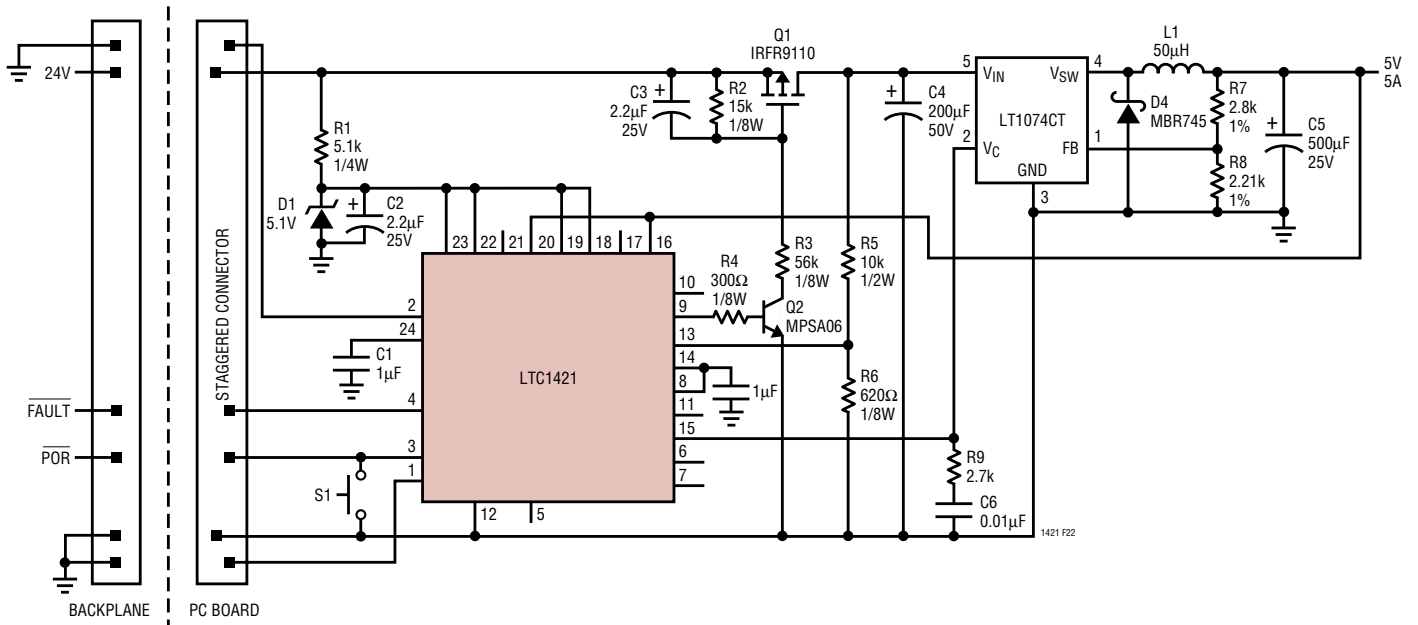 24V
FAULT
POR
BACKPLANE
PC BOARD
STAGGERED CONNECTOR
R1
5.1k
1/4W
D1
5.1V
C2
2.2µF
25V
+
C3
2.2µF
25V
+
R2
15k
1/8W
Q1
IRFR9110
C4
200µF
50V
+
5
VIN
VSW
4
LT1074CT
2
VC
FB
1
GND
3
L1
50µH
D4
MBR745
R7
2.8k
1%
R8
2.21k
1%
+
C5
500µF
25V
5V
5A
23
22
21
20
19
18
17
16
2
24
4
3
1
C1
1µF
S1
LTC1421
12
5
10
9
13
14
8
11
15
6
7
R4
300Ω
1/8W
R3
56k
1/8W
Q2
MPSA06
R5
10k
1/2W
R6
620Ω
1/8W
1µF
R9
2.7k
C6
0.01µF
1421 F22